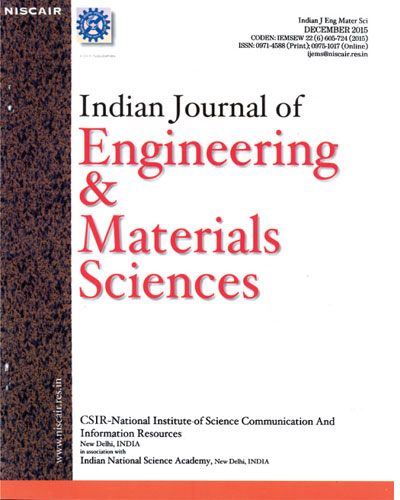 NISCAIR
Indian J Eng Mater Sci
DECEMBER 2015
CODEN: IEMSEW 22 (6) 605-724 (2015)
ISSN: 0971-4588 (Print); 0975-1017 (Online)
ijems@niscair.res.in
Indian Journal of
Engineering
&
Materials
Sciences
CSIR-National Institute of Science Communication And
Information Resources
New Delhi, INDIA
in association with
Indian National Science Academy, New Delhi, INDIA
www.niscair.res.in